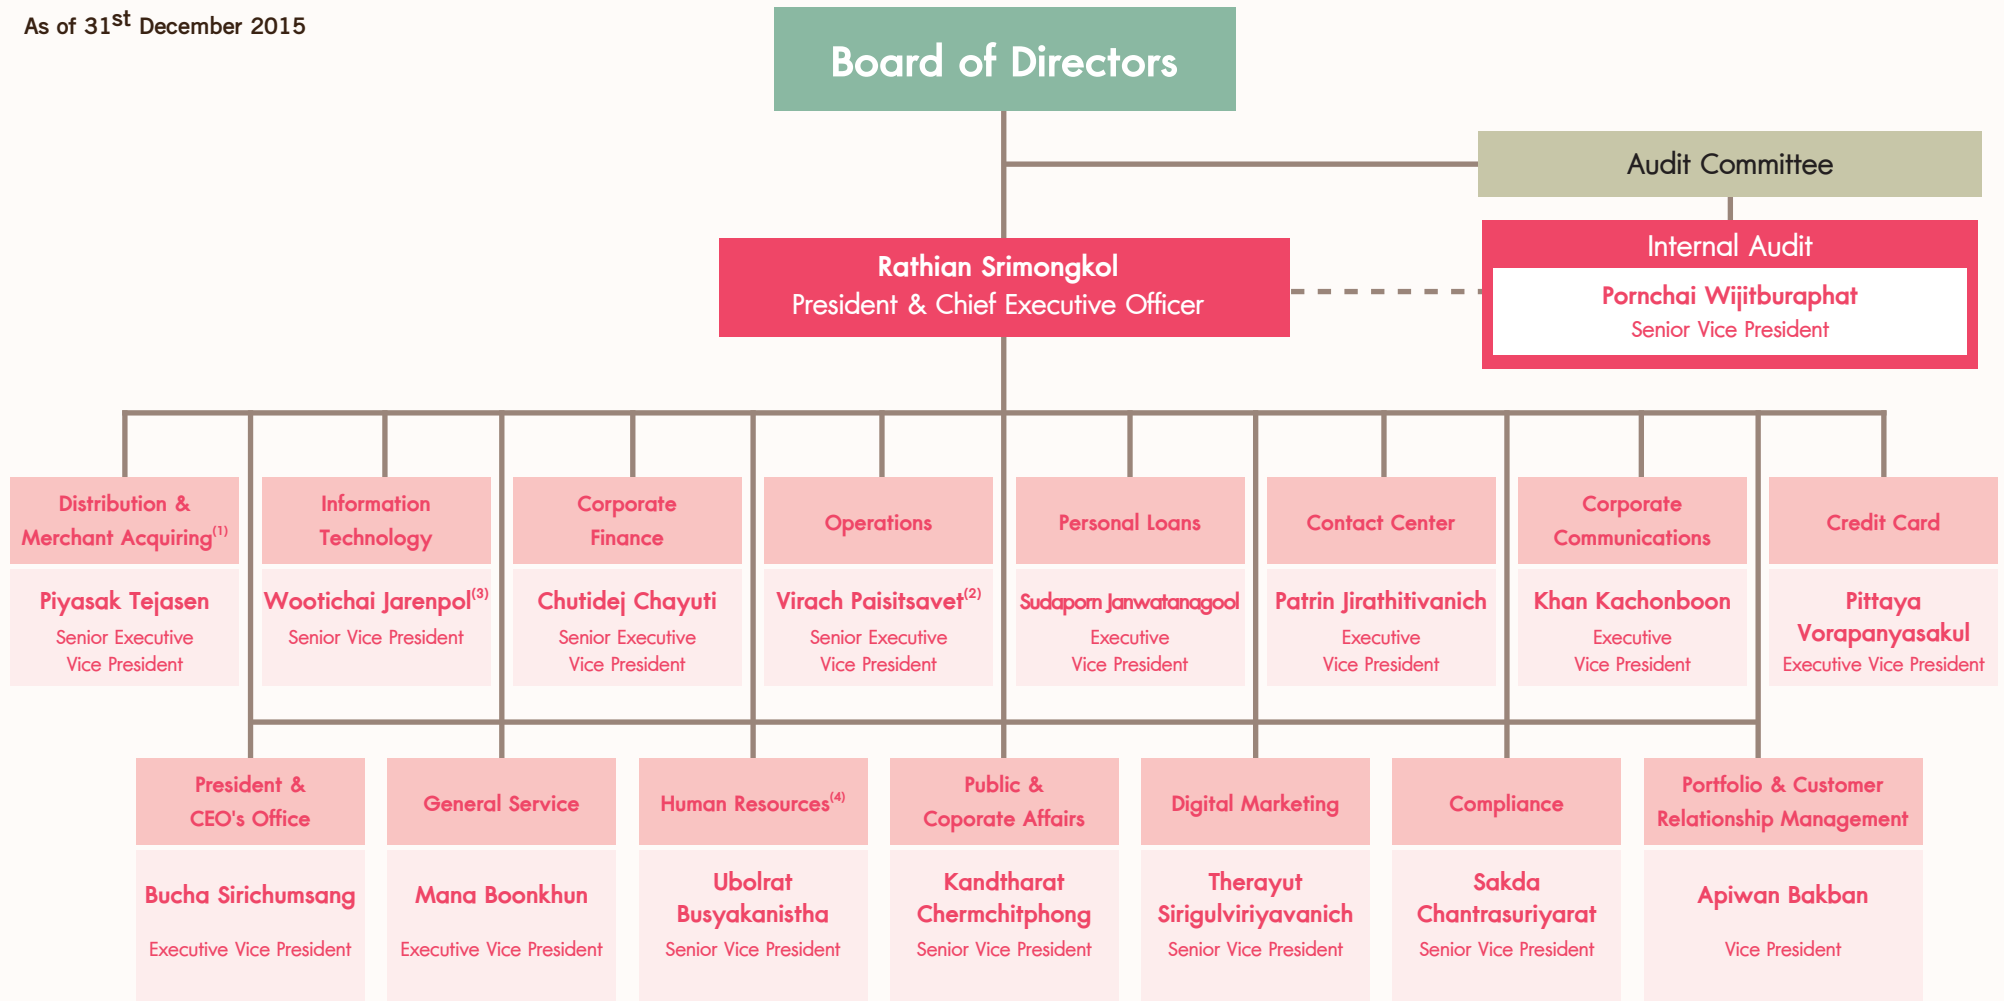 As of 31st December 2015
Board of Directors
Audit Committee
Rathian Srimongkol
President & Chief Executive Officer
Internal Audit
Pornchai Wijitburaphat
Senior Vice President
Distribution &
Merchant Acquiring(1)
Piyasak Tejasen
Senior Executive
Vice President
Information
Technology
Wootichai Jarenpol(3)
Senior Vice President
Corporate
Finance
Chutidej Chayuti
Senior Executive
Vice President
Operations
Virach Paisitsavet(2)
Senior Executive
Vice President
Personal Loans
Sudaporn Janwatanagool
Executive
Vice President
Contact Center
Patrin Jirathitivanich
Executive
Vice President
Corporate
Communications
Khan Kachonboon
Executive
Vice President
Credit Card
Pittaya
Vorapanyasakul
Executive Vice President
President &
CEO's Office
Bucha Sirichumsang
Executive Vice President
General Service
Mana Boonkhun
Executive Vice President
Human Resources(4)
Ubolrat
Busyakanistha
Senior Vice President
Public &
Coporate Affairs
Kandtharat
Chermchitphong
Senior Vice President
Digital Marketing
Therayut
Sirigulviriyavanich
Senior Vice President
Compliance
Sakda
Chantrasuriyarat
Senior Vice President
Portfolio & Customer
Relationship Management
Apiwan Bakban
Vice President